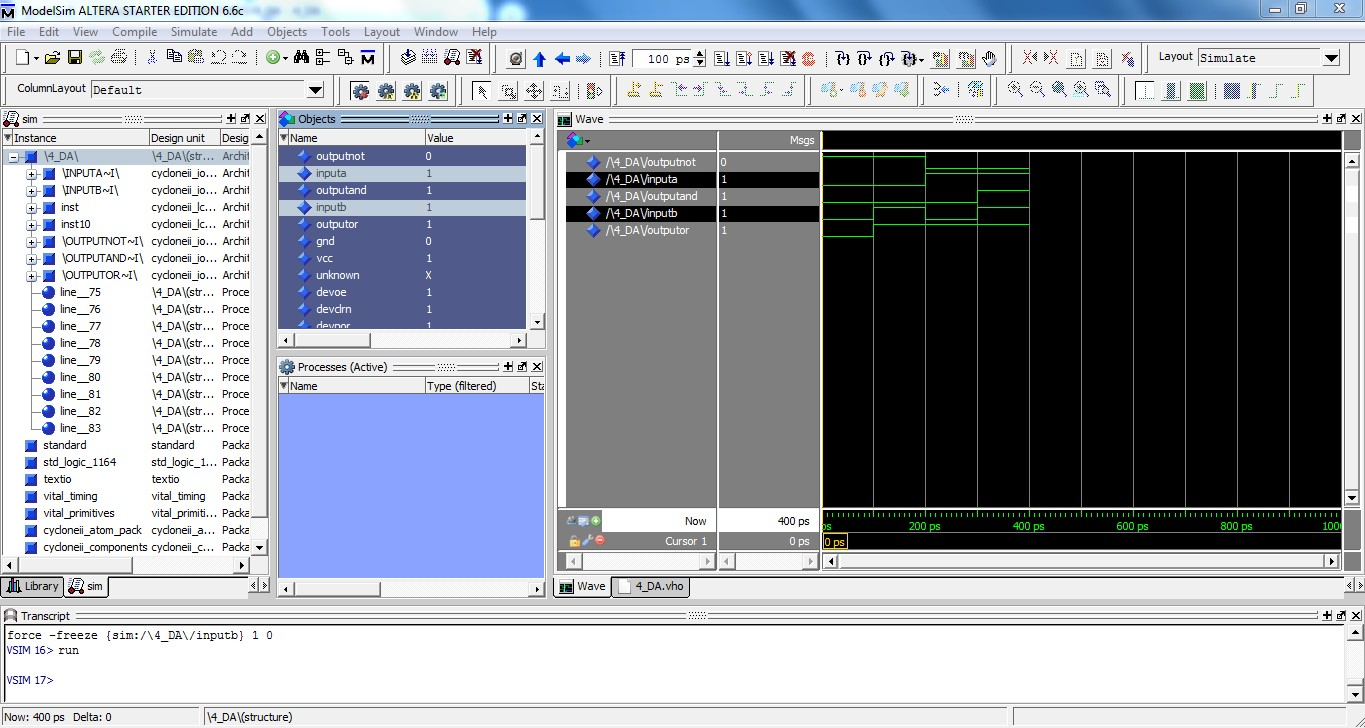 ModelSim ALTERA STARTER EDITION 6.6c
File Edit View Compile Simulate Add Objects Tools Layout Window Help
100 ps
Layout Simulate
ColumnLayout Default
sim
Instance Design unit Desig
\4_DA\ \4_DA\(str... Archit
\INPUTA~I\ cycloneii_io... Archit
\INPUTB~I\ cycloneii_io... Archit
inst cycloneii_lc... Archit
inst10 cycloneii_lc... Archit
\OUTPUTNOT~I\ cycloneii_io... Archit
\OUTPUTAND~I\ cycloneii_io... Archit
\OUTPUTOR~I\ cycloneii_io... Archit
line__75 \4_DA\(str... Proce
line__76 \4_DA\(str... Proce
line__77 \4_DA\(str... Proce
line__78 \4_DA\(str... Proce
line__79 \4_DA\(str... Proce
line__80 \4_DA\(str... Proce
line__81 \4_DA\(str... Proce
line__82 \4_DA\(str... Proce
line__83 \4_DA\(str... Proce
standard standard Packa
std_logic_1164 std_logic_1... Packa
textio textio Packa
vital_timing vital_timing Packa
vital_primitives vital_primiti... Packa
cycloneii_atom_pack cycloneii_a... Packa
cycloneii_components cycloneii_c... Packa
Library sim
Objects
Name Value
outputnot 0
inputa 1
outputand 1
inputb 1
outputor 1
gnd 0
vcc 1
unknown X
devoe 1
devclrn 1
devpor 1
Processes (Active)
Name Type (filtered) Sta
Wave
Msgs
/\4_DA\/outputnot 0
/\4_DA\/inputa 1
/\4_DA\/outputand 1
/\4_DA\/inputb 1
/\4_DA\/outputor 1
Now 400 ps
ps 200 ps 400 ps 600 ps 800 ps 1000
Cursor 1 0 ps
0 ps
Wave 4_DA.vho
Transcript
force -freeze {sim:/\4_DA\/inputb} 1 0
VSIM 16> run
VSIM 17>
Now: 400 ps Delta: 0 \4_DA\(structure)